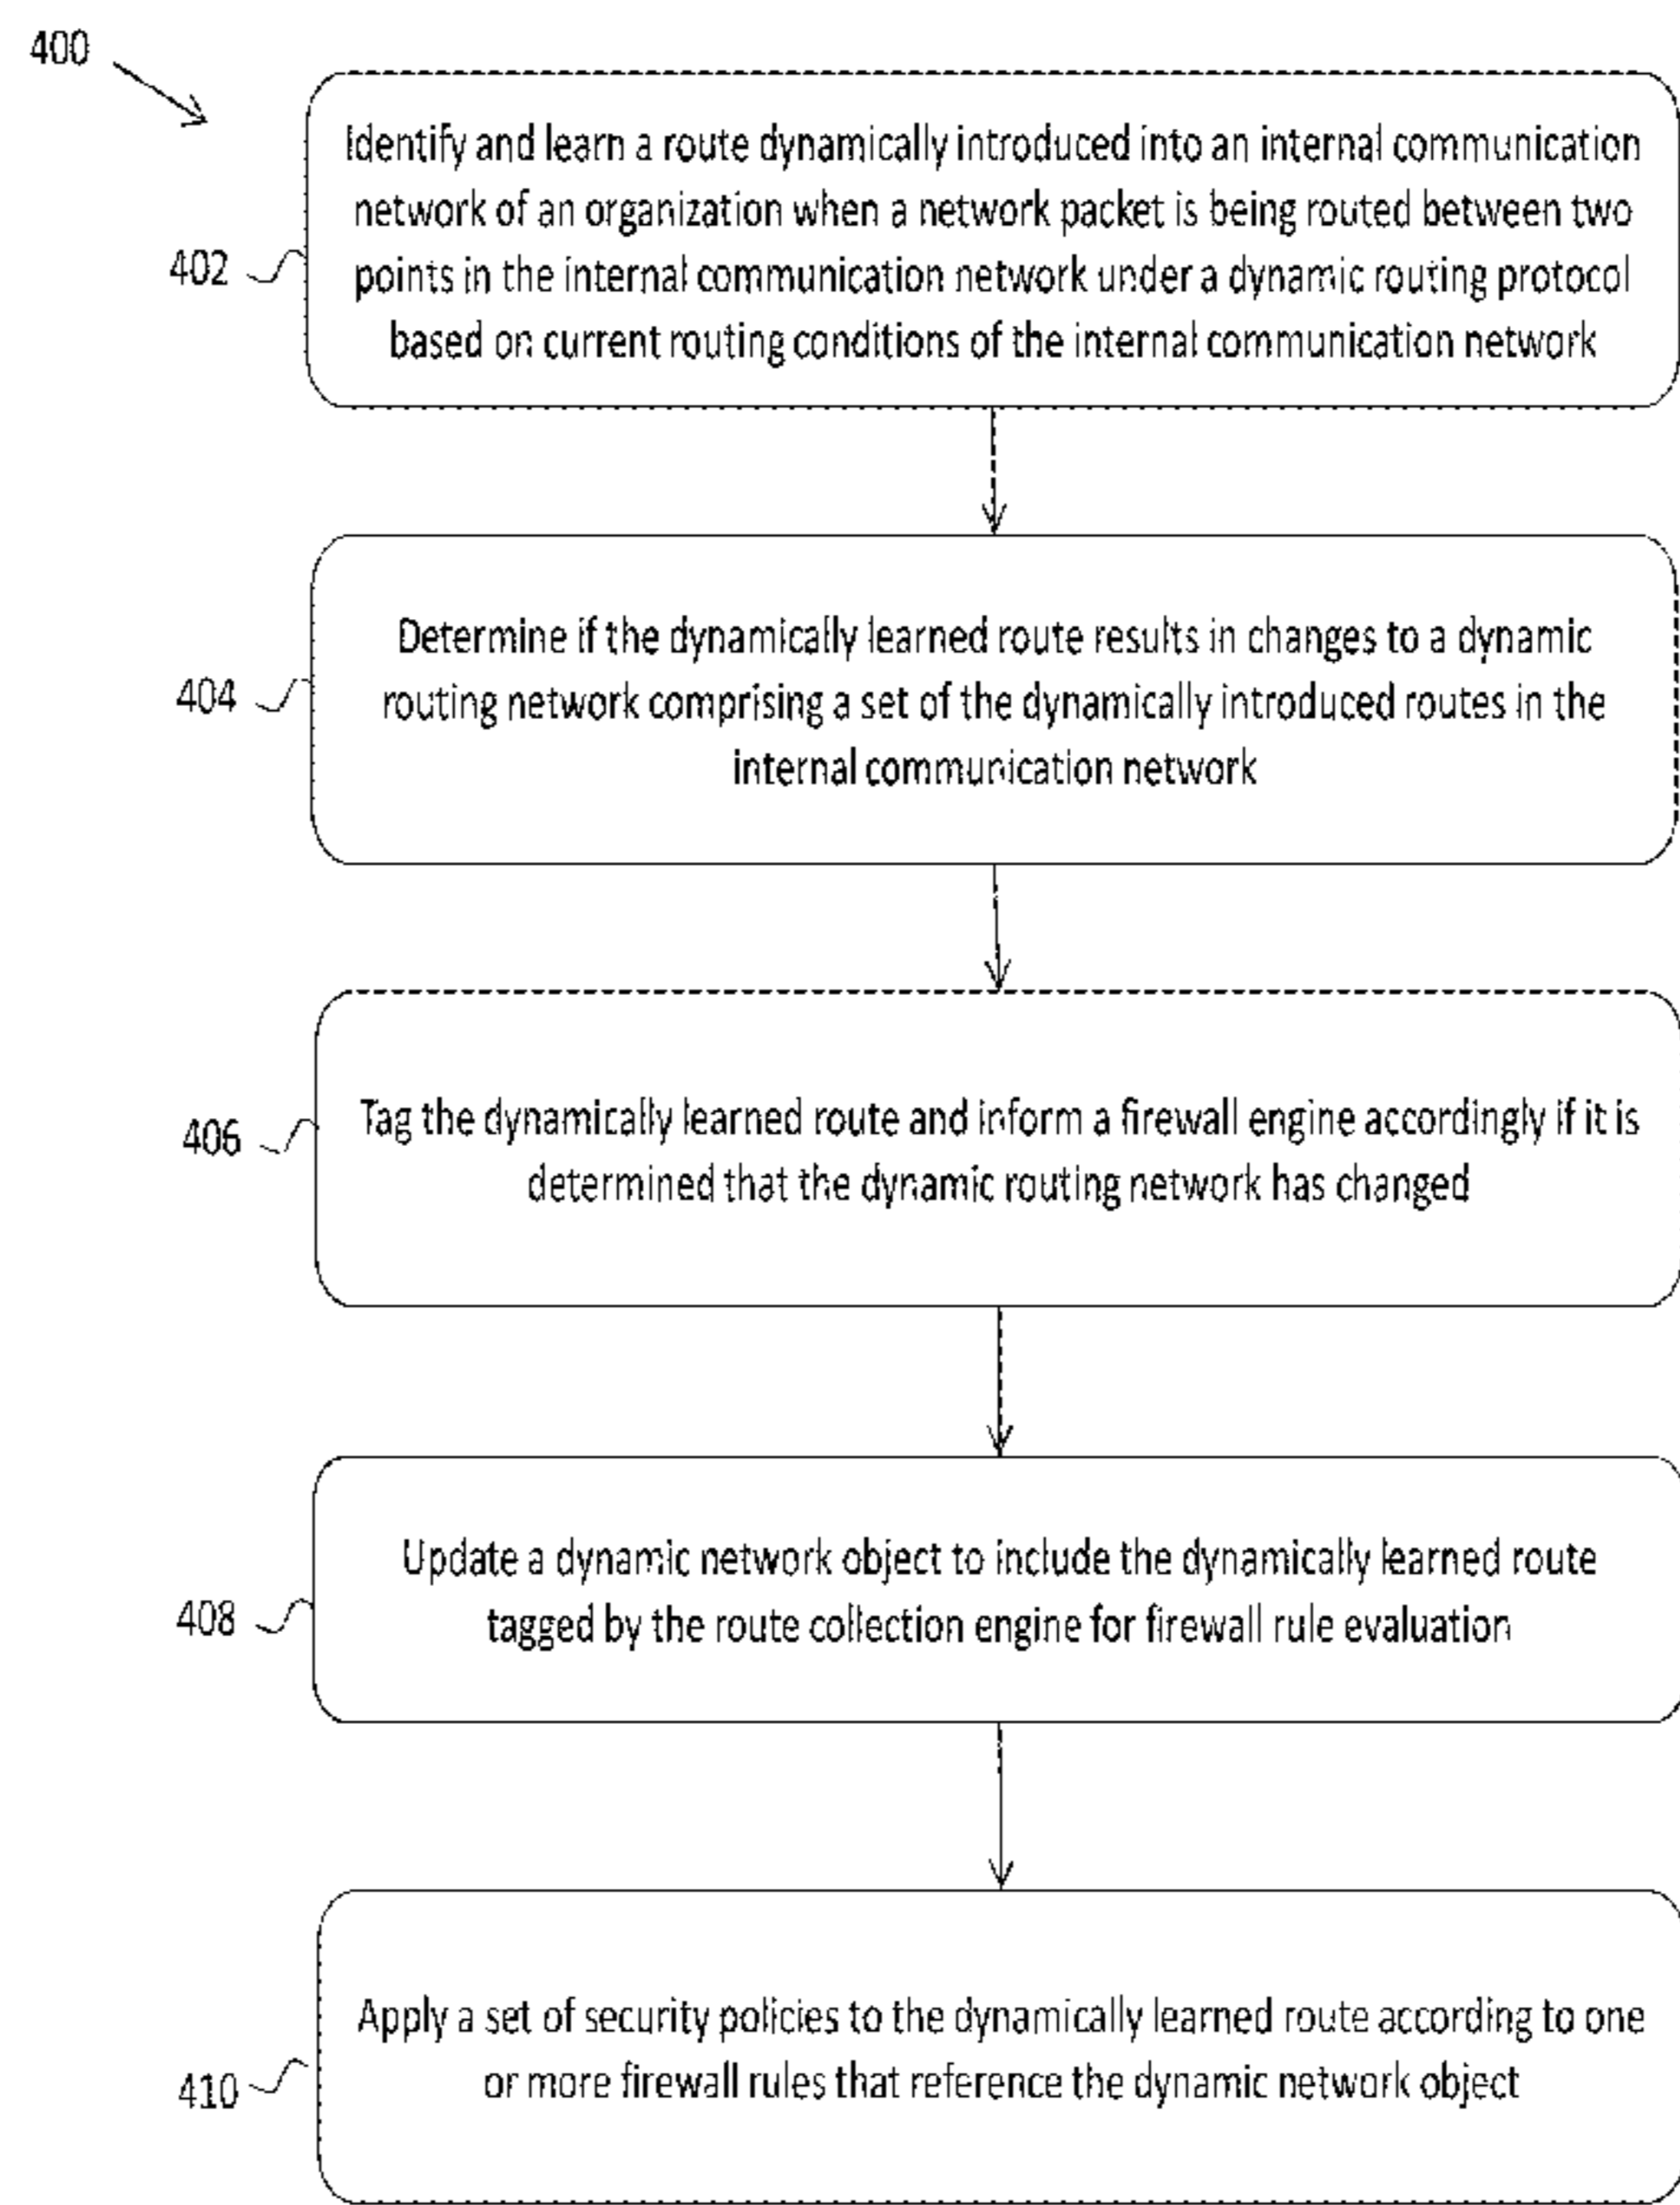 400
Identify and learn a route dynamically introduced into an internal communication
network of an organization when a network packet is being routed between two
points in the internal communication network under a dynamic routing protocol
based on current routing conditions of the internal communication network
402
Determine if the dynamically learned route results in changes to a dynamic
routing network comprising a set of the dynamically introduced routes in the
internal communication network
404
Tag the dynamically learned route and inform a firewall engine accordingly if it is
determined that the dynamic routing network has changed
406
Update a dynamic network object to include the dynamically learned route
tagged by the route collection engine for firewall rule evaluation
408
Apply a set of security policies to the dynamically learned route according to one
or more firewall rules that reference the dynamic network object
410